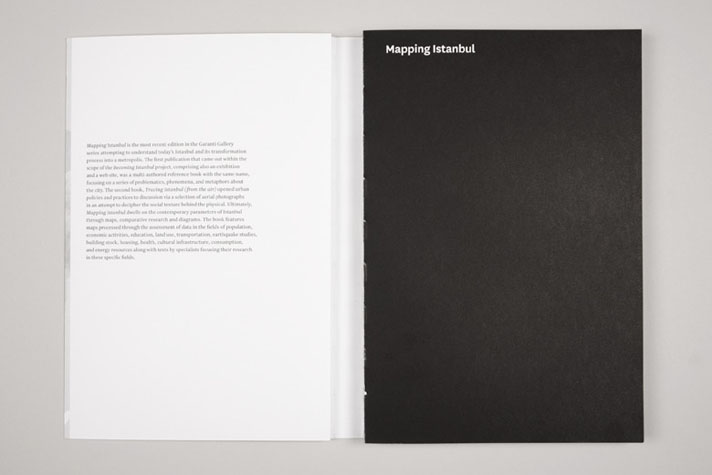 Mapping Istanbul is the most recent edition in the Garanti Gallery
series attempting to understand today's Istanbul and its transformation
process into a metropolis. The first publication that came out within the
scope of the Becoming Istanbul project, comprising also an exhibition
and a web site, was a multi-authored reference book with the same name,
focusing on a series of problematics, phenomena, and metaphors about
the city. The second book, Tracing Istanbul (from the air) opened urban
policies and practices to discussion via a selection of aerial photographs
in an attempt to decipher the social texture behind the physical. Ultimately,
Mapping Istanbul dwells on the contemporary parameters of Istanbul
through maps, comparative research and diagrams. The book features
maps processed through the assessment of data in the fields of population,
economic activities, education, land use, transportation, earthquake studies,
building stock, housing, health, cultural infrastructure, consumption,
and energy resources along with texts by specialists focusing their research
in these specific fields.
Mapping Istanbul